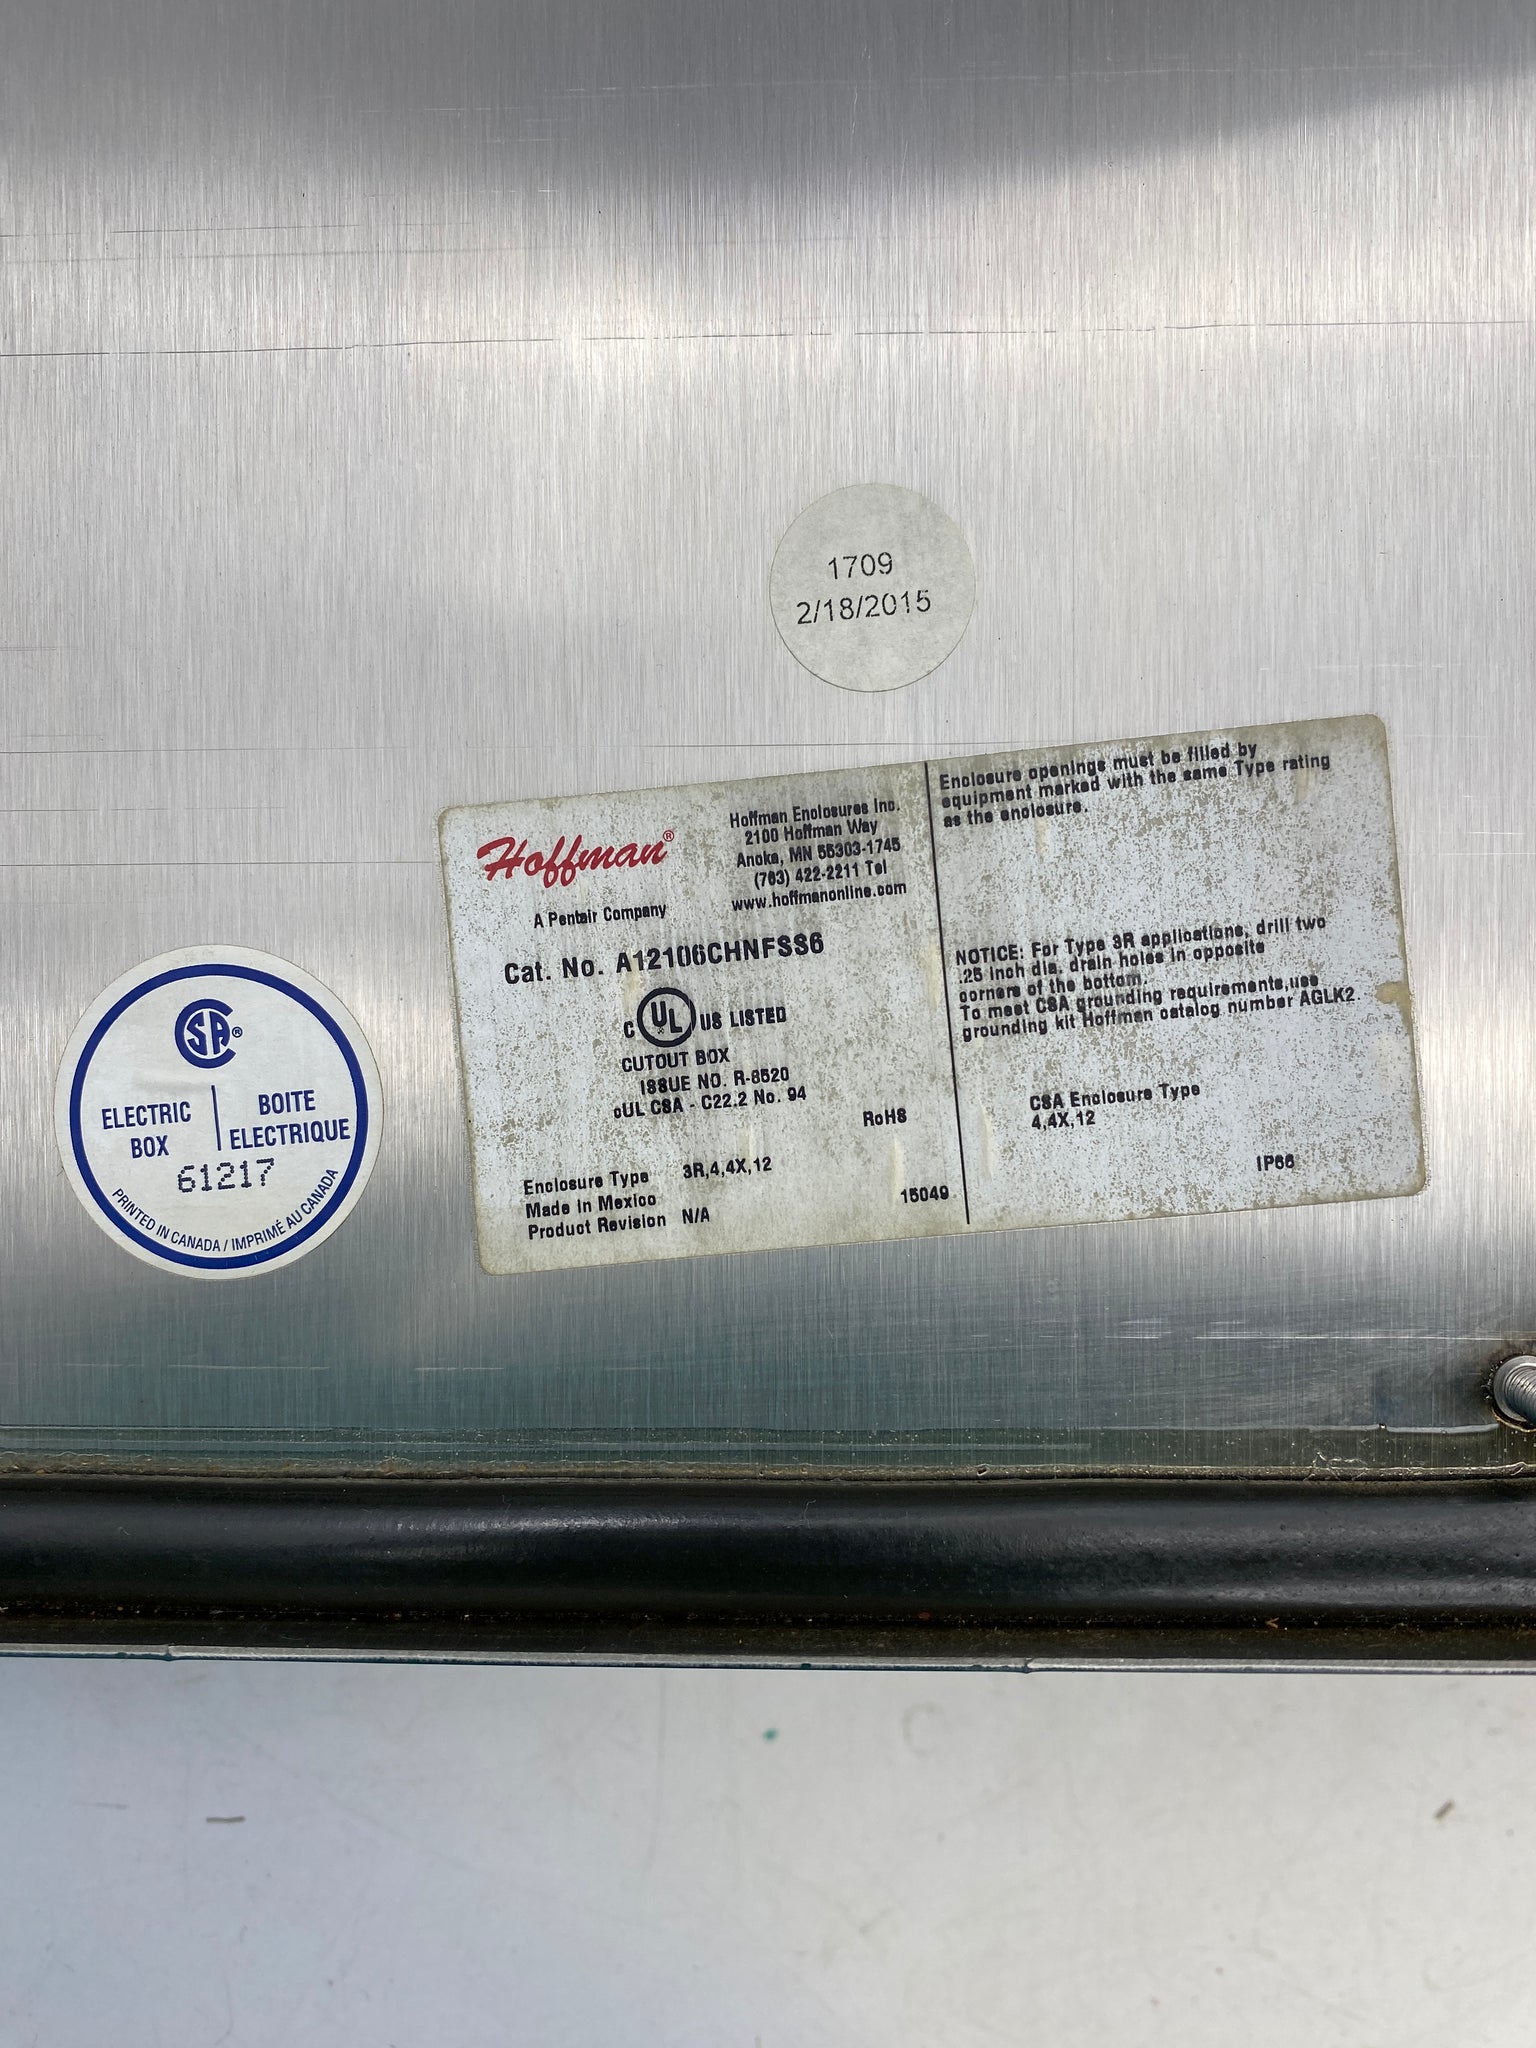 1709
2/18/2015
Hoffman®
A Pentair Company
Hoffman Enclosures Inc.
2100 Hoffman Way
Anoka, MN 55303-1745
(763) 422-2211 Tel
www.hoffmanonline.com
Cat. No. A12106CHNFSS6
C UL US LISTED
CUTOUT BOX
ISSUE NO. R-8520
cUL CSA - C22.2 No. 94
RoHS
Enclosure Type 3R,4,4X,12
Made In Mexico
Product Revision N/A
15049
Enclosure openings must be filled by
equipment marked with the same Type rating
as the enclosure.
NOTICE: For Type 3R applications, drill two
.25 inch dia. drain holes in opposite
corners of the bottom.
To meet CSA grounding requirements,use
grounding kit Hoffman catalog number AGLK2.
CSA Enclosure Type
4,4X,12
IP66
CSA®
ELECTRIC
BOX
BOITE
ELECTRIQUE
61217
PRINTED IN CANADA / IMPRIMÉ AU CANADA